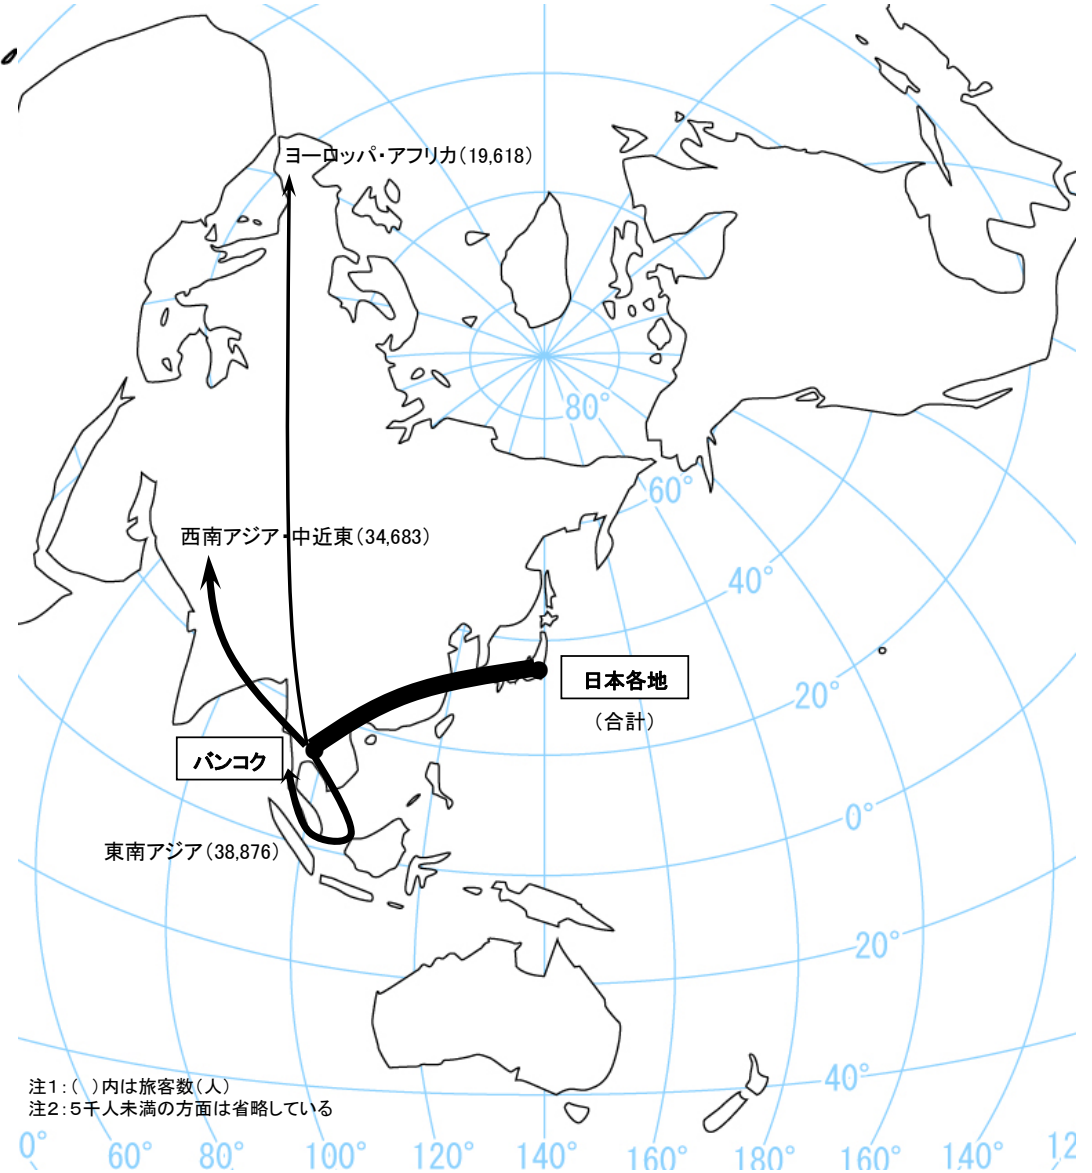 ヨーロッパ・アフリカ(19,618)
80°
60°
西南アジア・中近東(34,683)
40°
日本各地
(合計)
20°
バンコク
0°
東南アジア(38,876)
20°
40°
注1:( )内は旅客数(人)
注2:5千人未満の方面は省略している
0° 60° 80° 100° 120° 140° 160° 180° 160° 140° 12